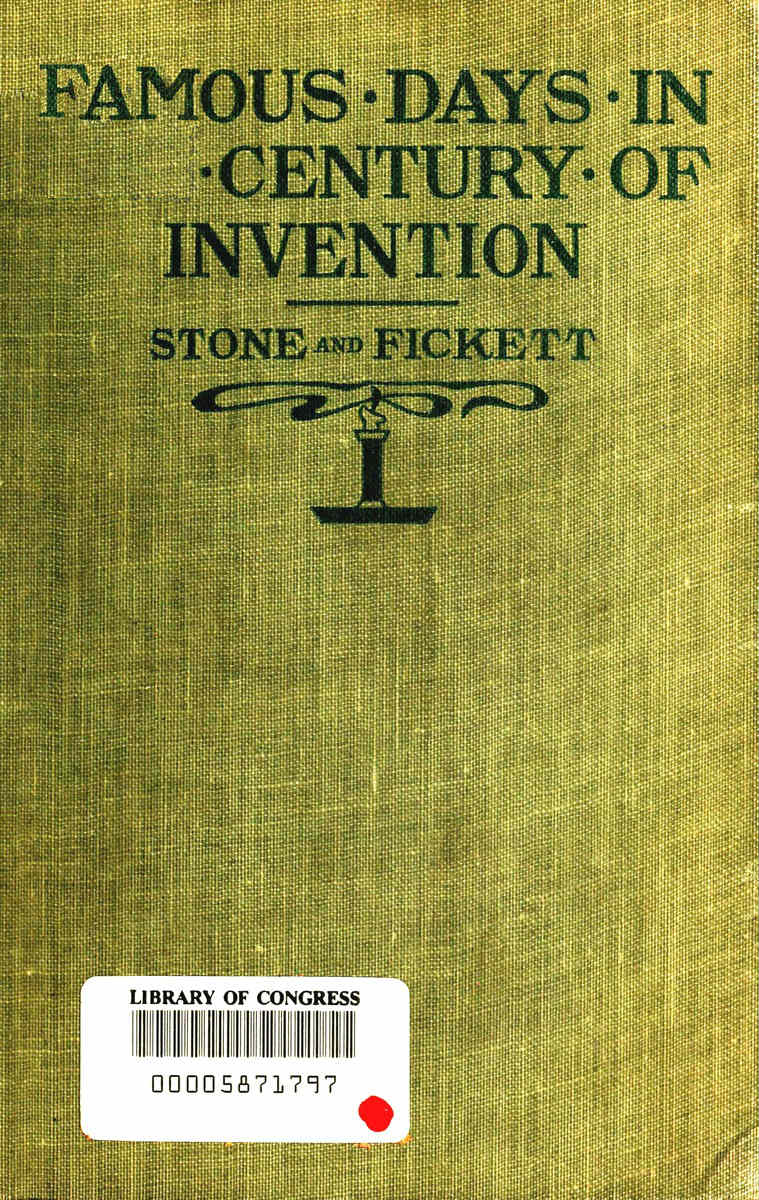 FAMOUS · DAYS · IN
· CENTURY · OF
INVENTION
STONE AND FICKETT
LIBRARY OF CONGRESS
00005871797